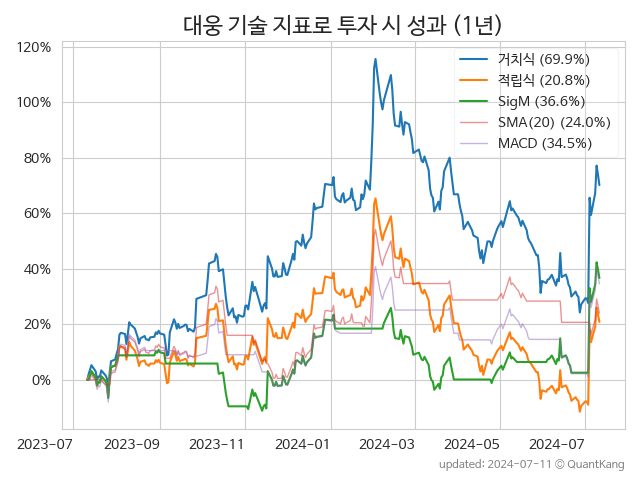 대웅 기술 지표로 투자 시 성과 (1년)
120%
100%
80%
60%
40%
20%
0%
거치식 (69.9%)
적립식 (20.8%)
SigM (36.6%)
SMA(20) (24.0%)
MACD (34.5%)
2023-07 2023-09 2023-11 2024-01 2024-03 2024-05 2024-07
updated: 2024-07-11 © QuantKang